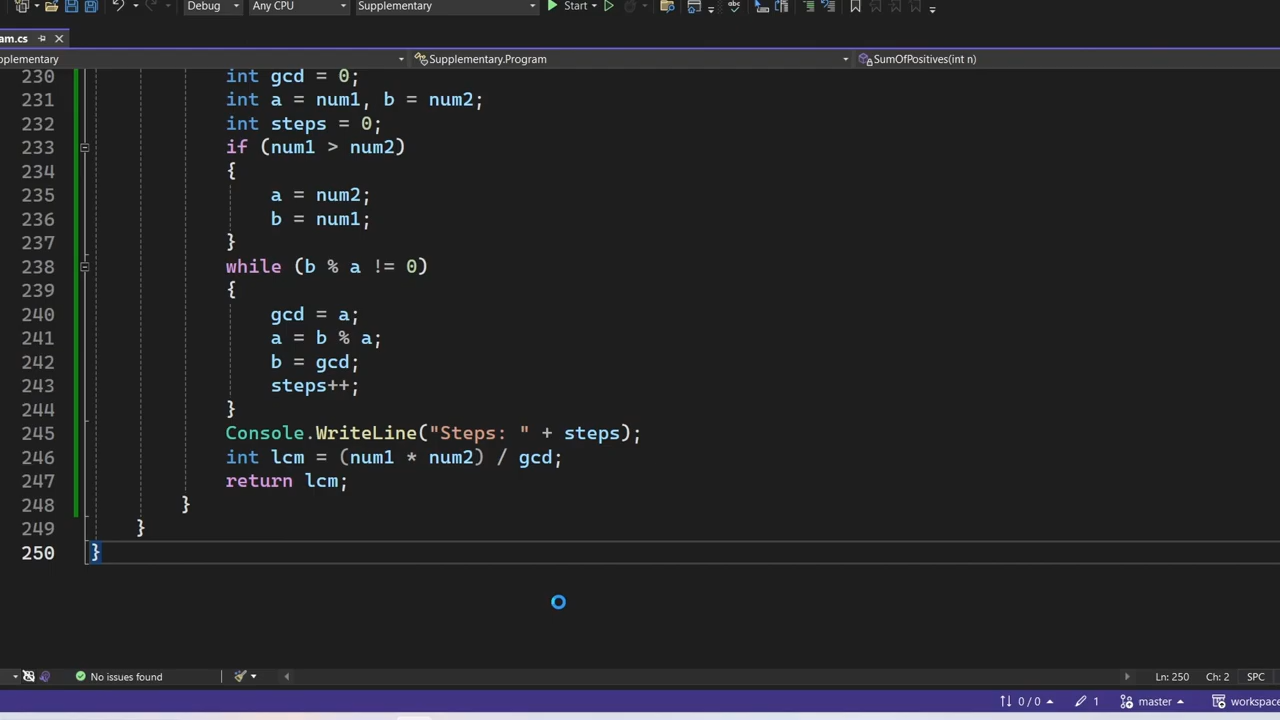 Debug Any CPU Supplementary Start
am.cs
pplementary Supplementary.Program SumOfPositives(int n)
230 int gcd = 0;
231 int a = num1, b = num2;
232 int steps = 0;
233 if (num1 > num2)
234 {
235 a = num2;
236 b = num1;
237 }
238 while (b % a != 0)
239 {
240 gcd = a;
241 a = b % a;
242 b = gcd;
243 steps++;
244 }
245 Console.WriteLine("Steps: " + steps);
246 int lcm = (num1 * num2) / gcd;
247 return lcm;
248 }
249 }
250 }
No issues found Ln: 250 Ch: 2 SPC
0 / 0 1 master workspace